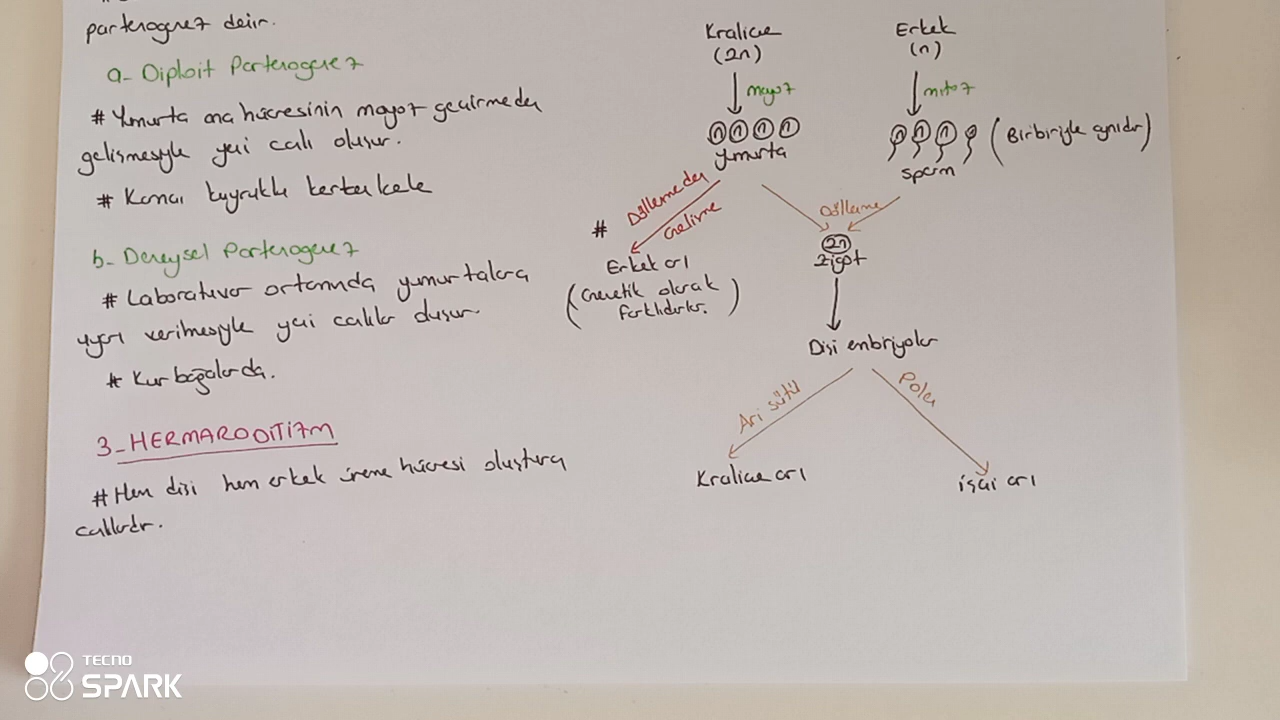 partenogenez denir.
a- Diploit Partenogenez
# Yumurta ana hücresinin mayoz geçirmeden
gelişmesiyle yeni canlı oluşur.
# Kamçı kuyruklu kertenkele
b- Deneysel Partenogenez
# Laboratuvar ortamında yumurtalara
uyarı verilmesiyle yeni canlılar oluşur.
# Kurbağalarda.
3-HERMARODİTİZM
# Hem dişi hem erkek üreme hücresi oluşturan
canlılardır.
Kraliçe
(2n)
mayoz
n n n n
yumurta
Erkek
(n)
mitoz
n n n
(Birbiriyle aynıdır)
sperm
#
Döllenmeden
Gelişme
Erkek arı
(Genetik olarak
farklıdırlar.)
Döllenme
2n
Zigot
Dişi embriyolar
Arı sütü
Polen
Kraliçe arı
işçi arı
TECNO
SPARK